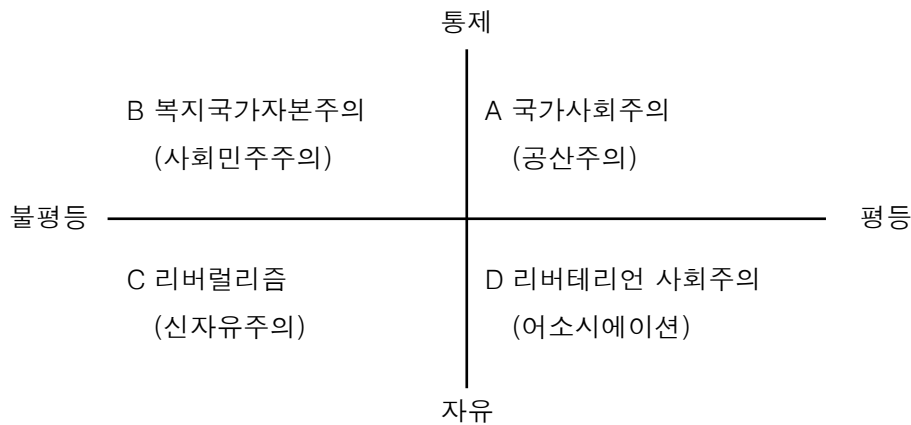 통제
B 복지국가자본주의
(사회민주주의)
A 국가사회주의
(공산주의)
불평등
평등
C 리버럴리즘
(신자유주의)
D 리버테리언 사회주의
(어소시에이션)
자유